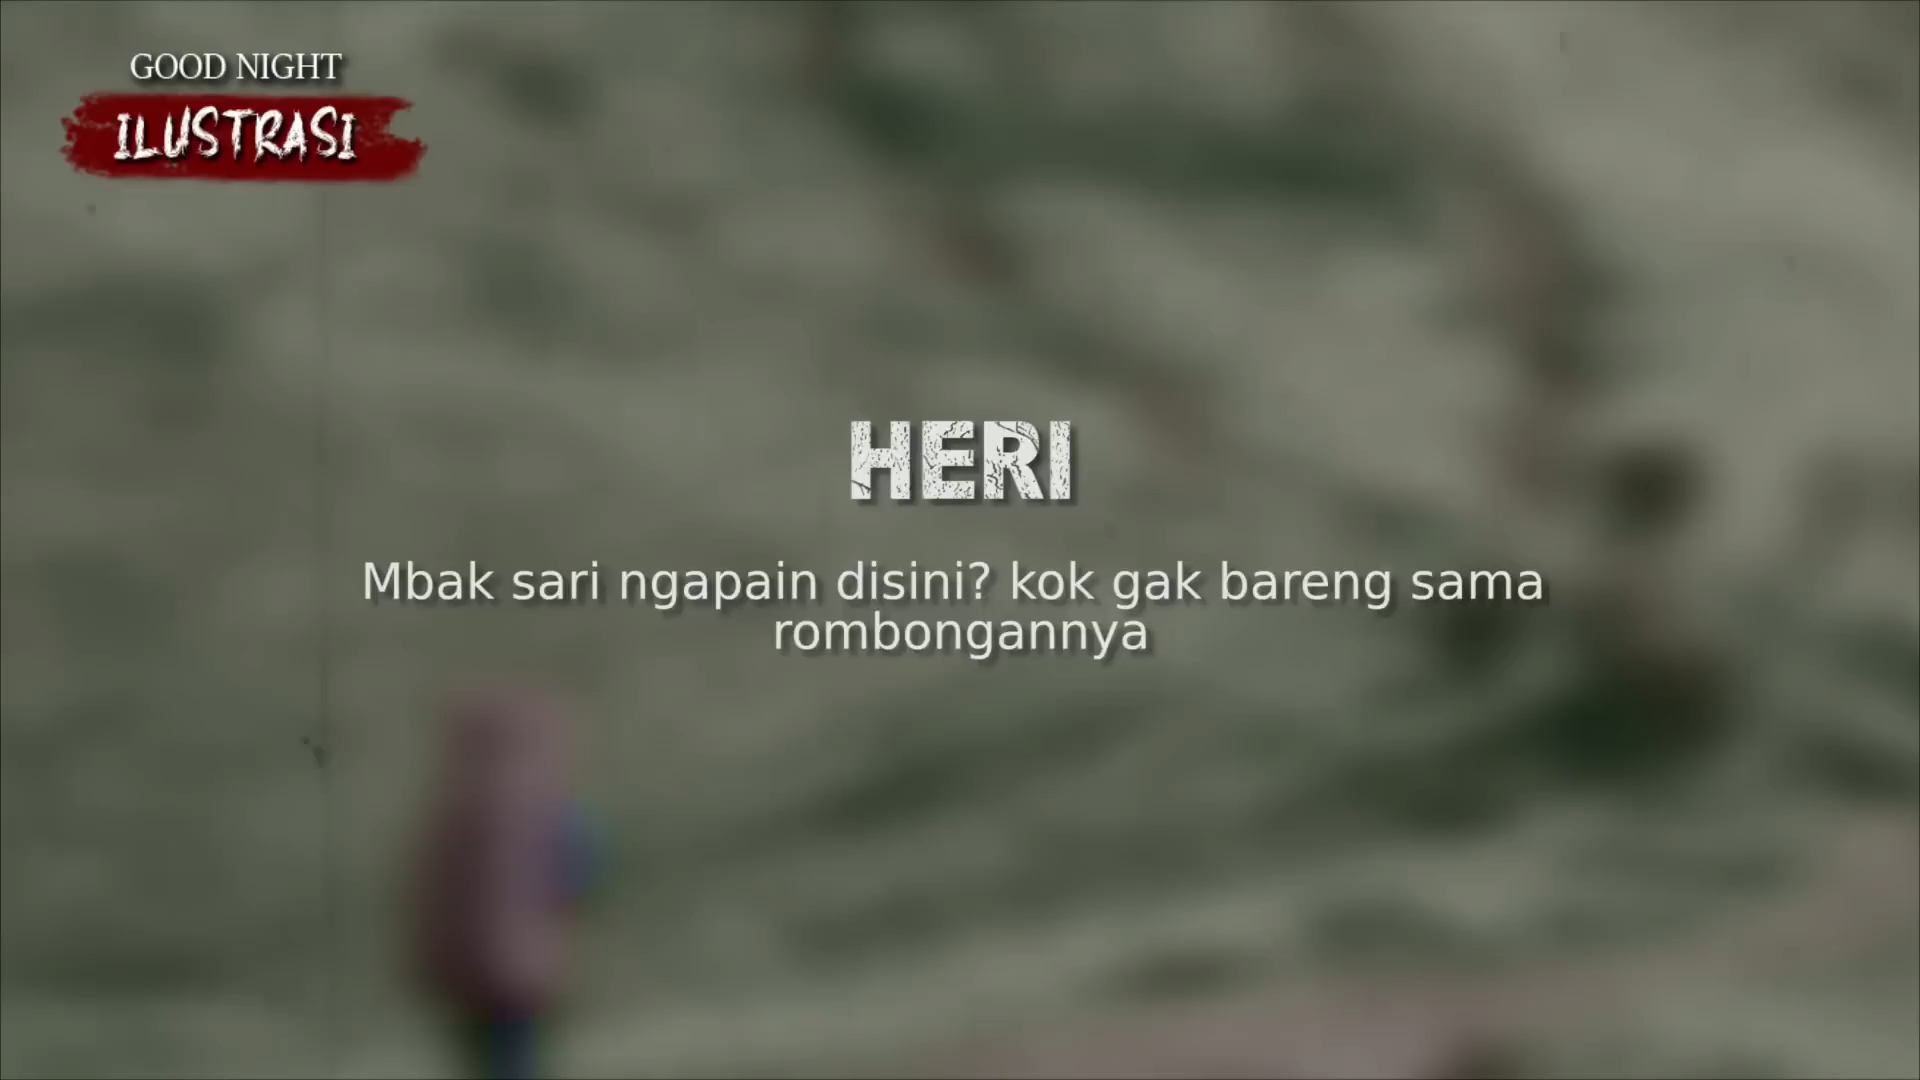 GOOD NIGHT
ILUSTRASI
HERI
Mbak sari ngapain disini? kok gak bareng sama
rombongannya